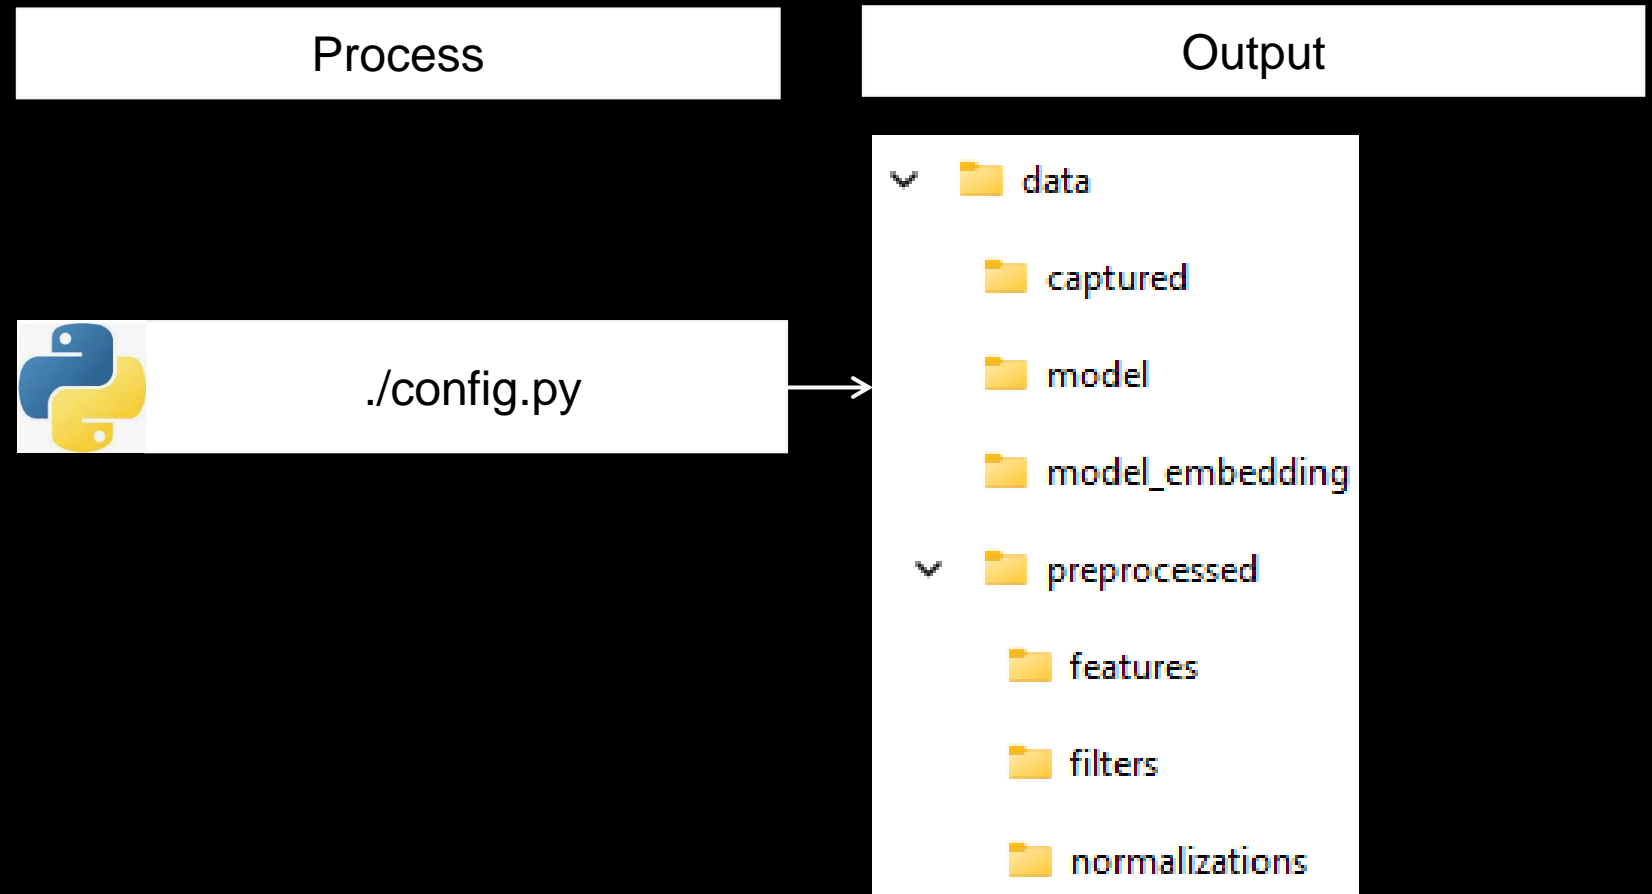 Process
Output
./config.py
data
captured
model
model_embedding
preprocessed
features
filters
normalizations